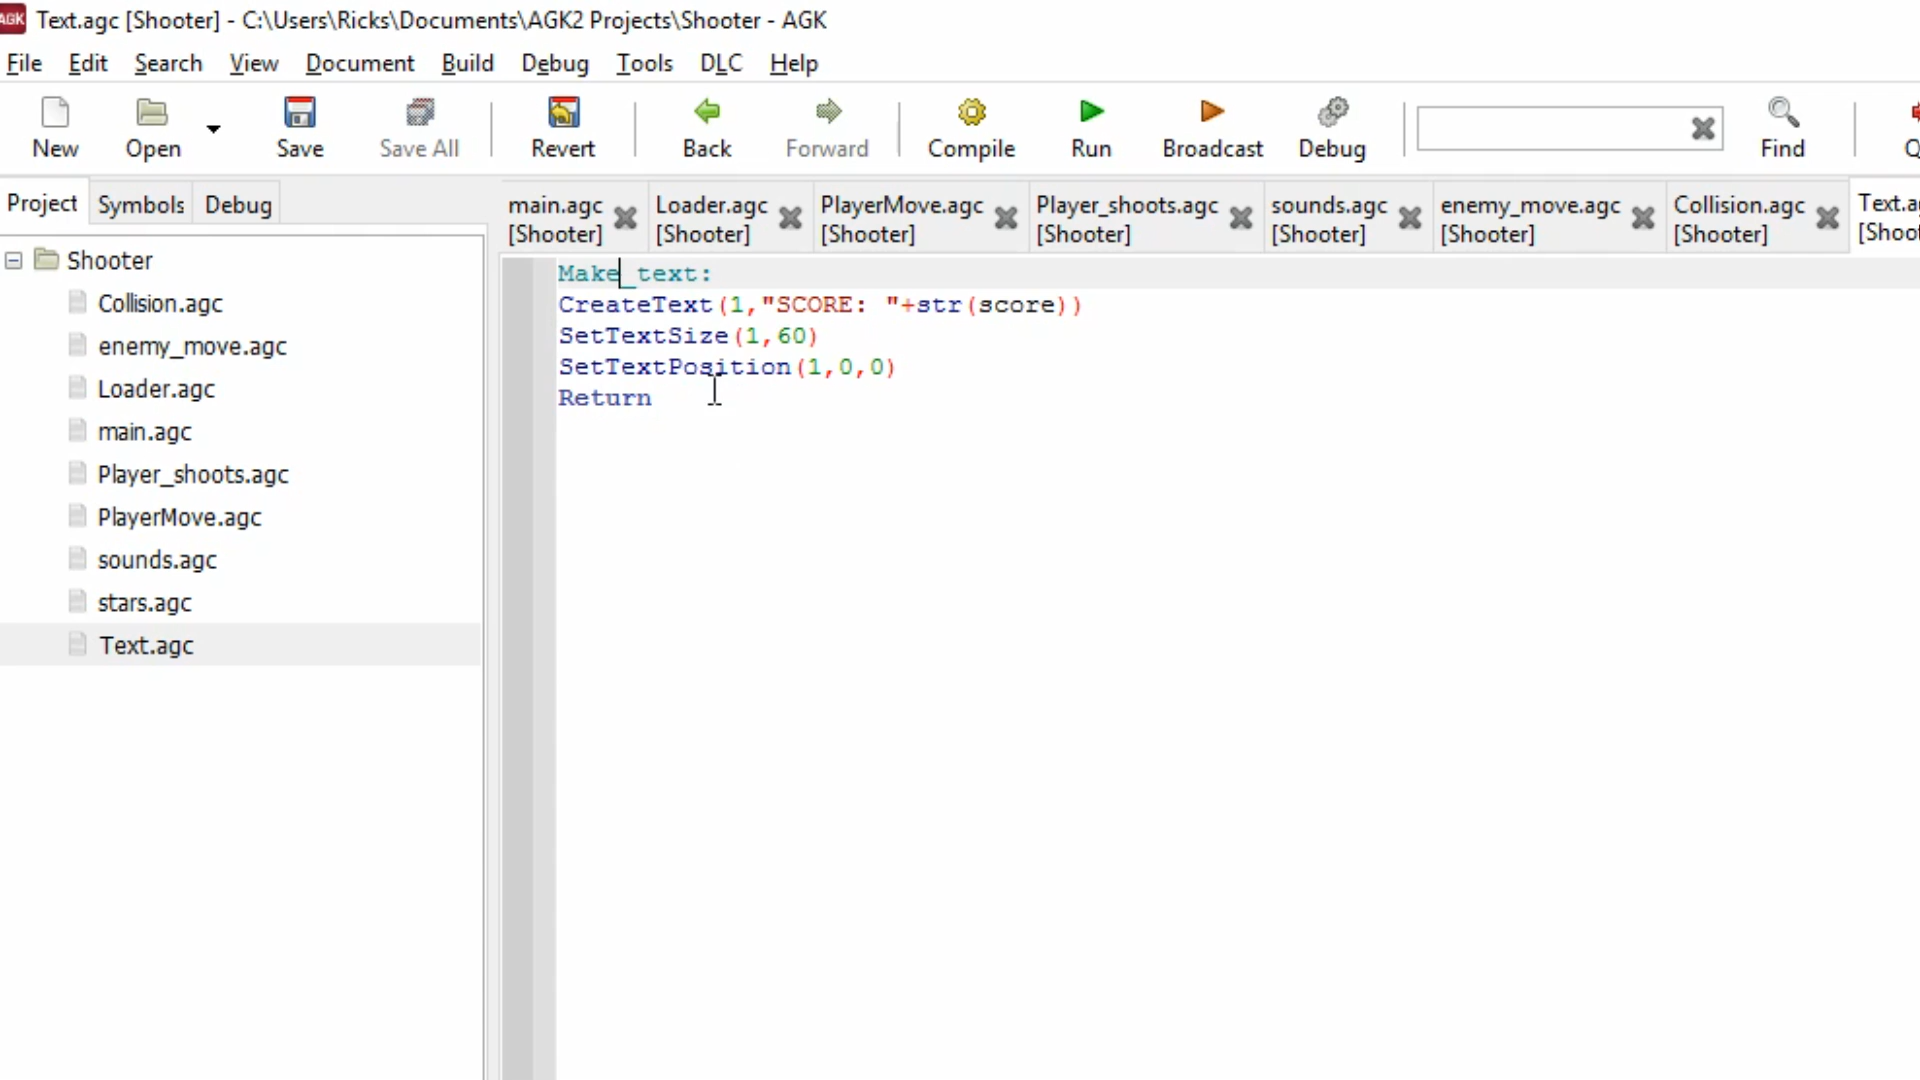 AGK Text.agc [Shooter] - C:\Users\Ricks\Documents\AGK2 Projects\Shooter - AGK
File Edit Search View Document Build Debug Tools DLC Help
New Open Save Save All Revert Back Forward Compile Run Broadcast Debug Find
Project Symbols Debug
main.agc [Shooter]
Loader.agc [Shooter]
PlayerMove.agc [Shooter]
Player_shoots.agc [Shooter]
sounds.agc [Shooter]
enemy_move.agc [Shooter]
Collision.agc [Shooter]
Shooter
Collision.agc
enemy_move.agc
Loader.agc
main.agc
Player_shoots.agc
PlayerMove.agc
sounds.agc
stars.agc
Text.agc
Make_text:
CreateText(1,"SCORE: "+str(score))
SetTextSize(1,60)
SetTextPosition(1,0,0)
Return